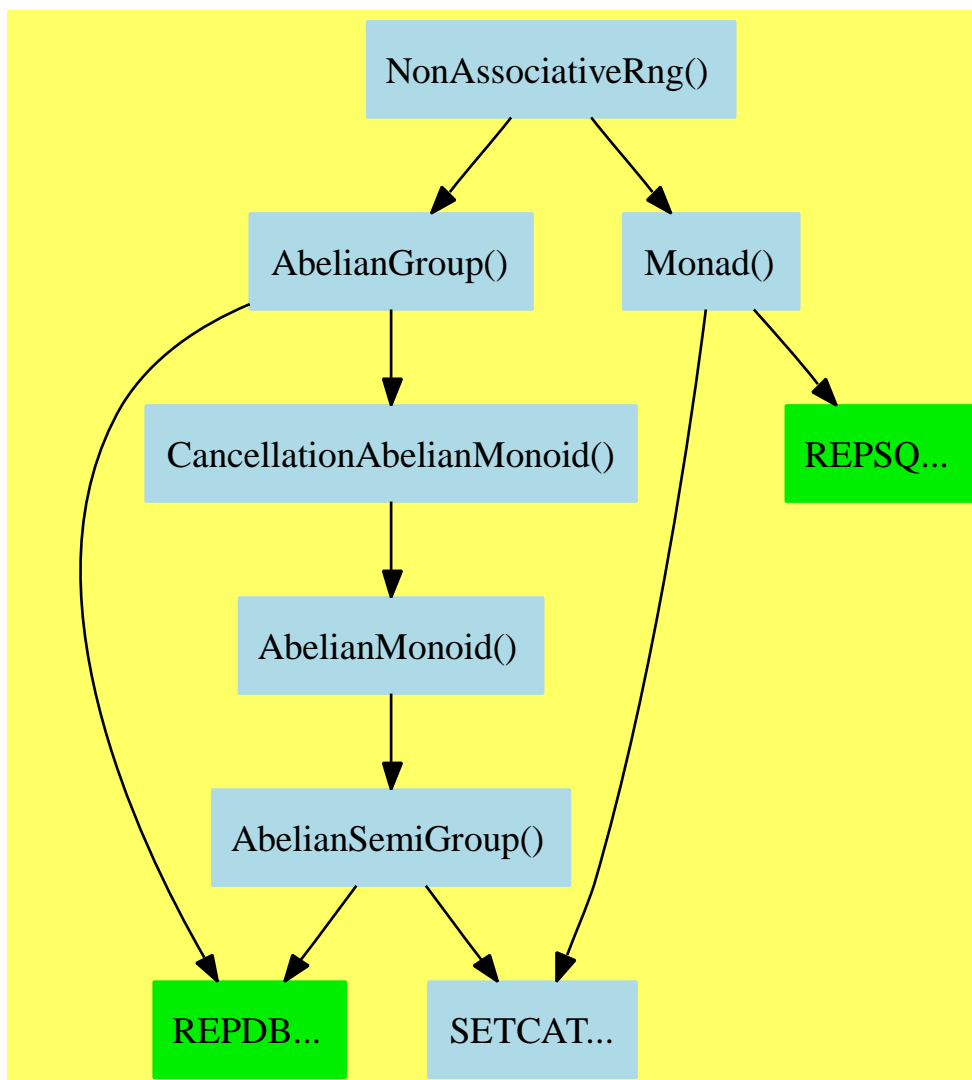 NonAssociativeRng()
AbelianGroup()
Monad()
CancellationAbelianMonoid()
REPSQ...
AbelianMonoid()
AbelianSemiGroup()
REPDB...
SETCAT...